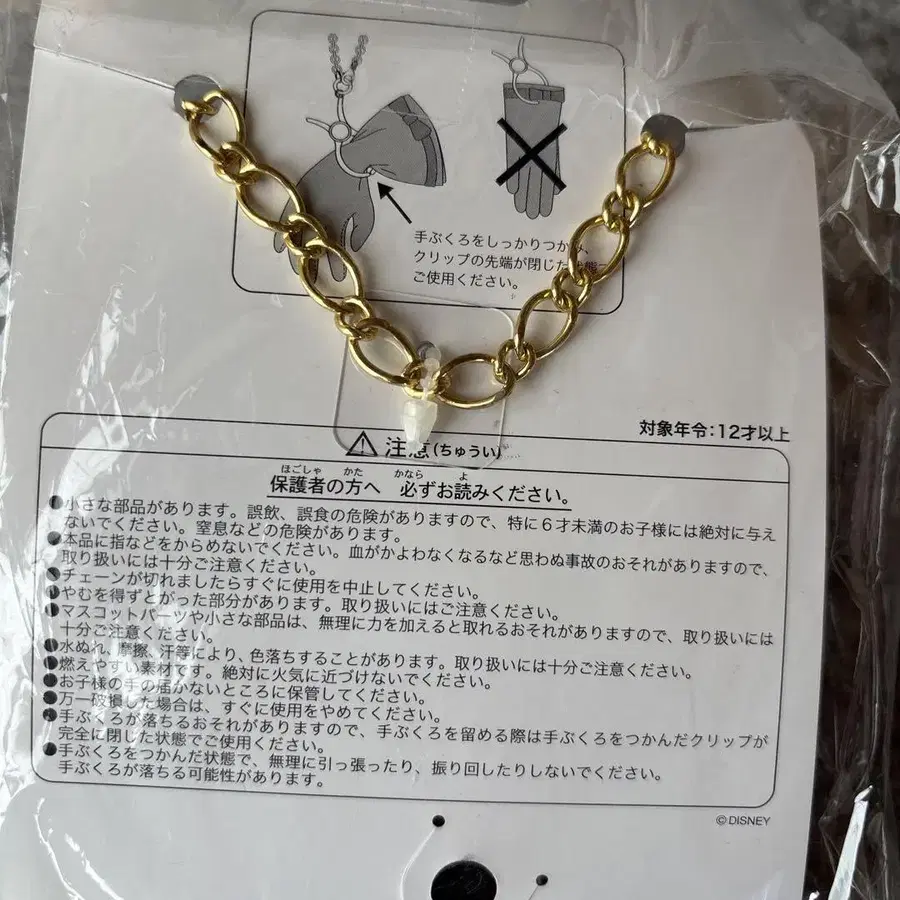 手ぶくろをしっかりつかみ、
クリップの先端が閉じた状態で
ご使用ください。
対象年令:12才以上
注意(ちゅうい)
ほごしゃ かた かなら よ
保護者の方へ 必ずお読みください。
●小さな部品があります。誤飲、誤食の危険がありますので、特に6才未満のお子様には絶対に与え
ないでください。窒息などの危険があります。
●本品に指などをからめないでください。血がかよわなくなるなど思わぬ事故のおそれがありますので、
取り扱いには十分ご注意ください。
●チェーンが切れましたらすぐに使用を中止してください。
●やむを得ずとがった部分があります。取り扱いにはご注意ください。
●マスコットパーツや小さな部品は、無理に力を加えると取れるおそれがありますので、取り扱いには
十分ご注意ください。
●水ぬれ、摩擦、汗等により、色落ちすることがあります。取り扱いには十分ご注意ください。
●燃えやすい素材です。絶対に火気に近づけないでください。
●お子様の手の届かないところに保管してください。
●万一破損した場合は、すぐに使用をやめてください。
●手ぶくろが落ちるおそれがありますので、手ぶくろを留める際は手ぶくろをつかんだクリップが
完全に閉じた状態でご使用ください。
●手ぶくろをつかんだ状態で、無理に引っ張ったり、振り回したりしないでください。
手ぶくろが落ちる可能性があります。
©DISNEY